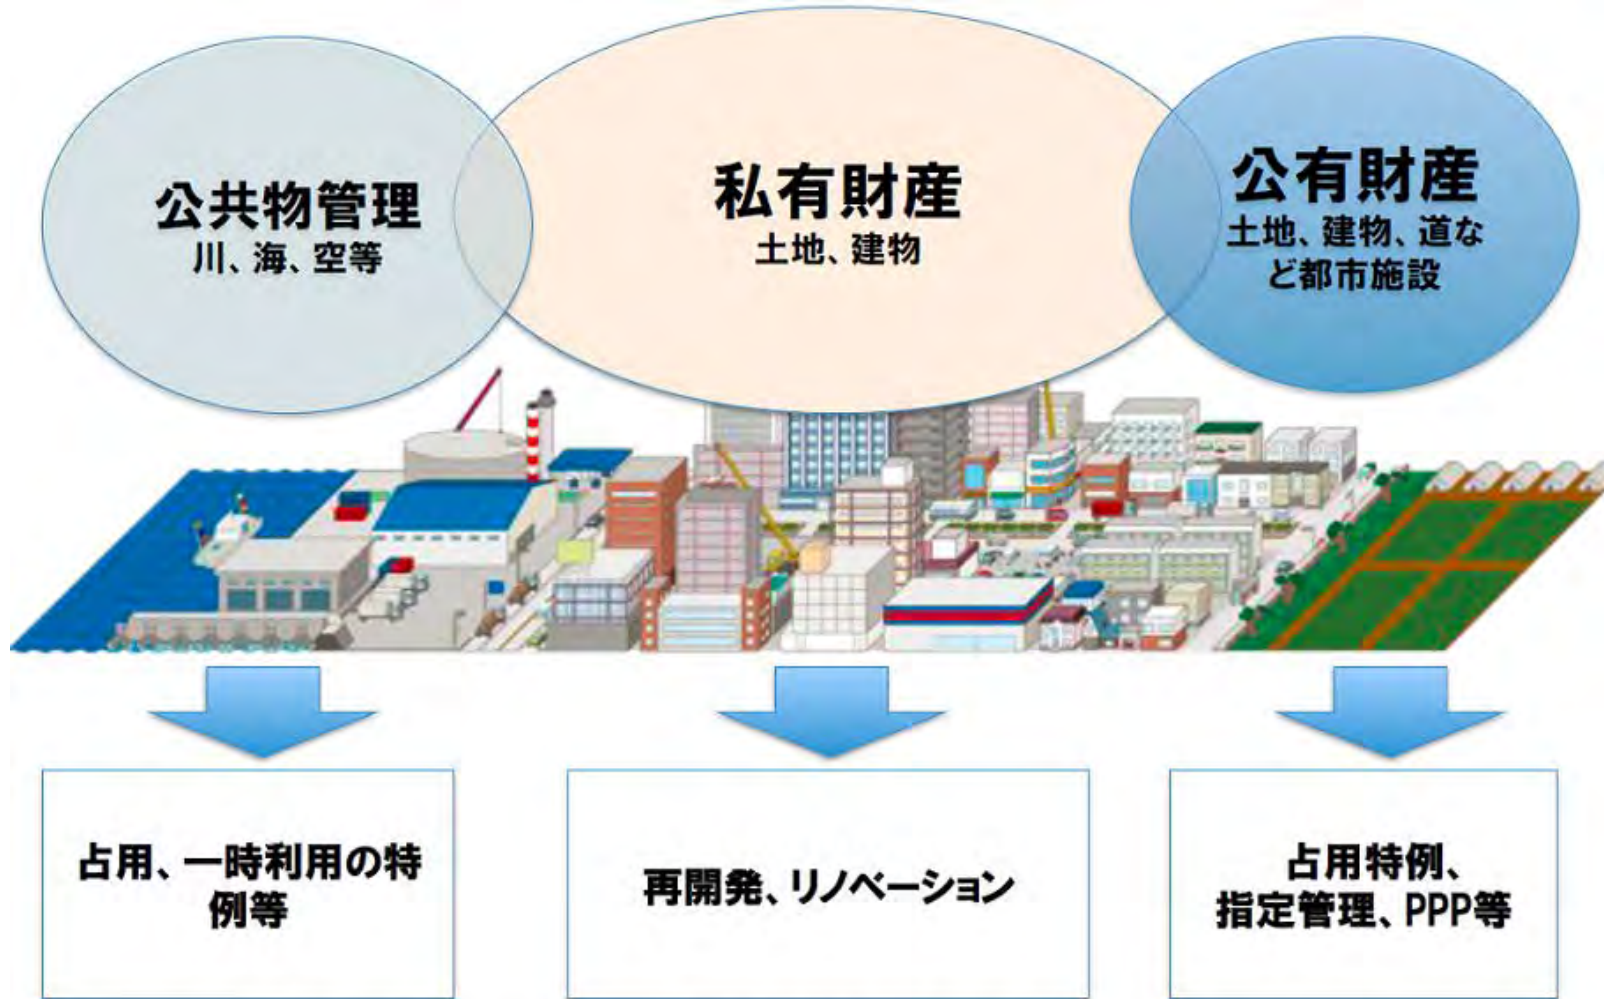 公共物管理
川、海、空等
私有財産
土地、建物
公有財産
土地、建物、道な
ど都市施設
占用、一時利用の特
例等
再開発、リノベーション
占用特例、
指定管理、PPP等